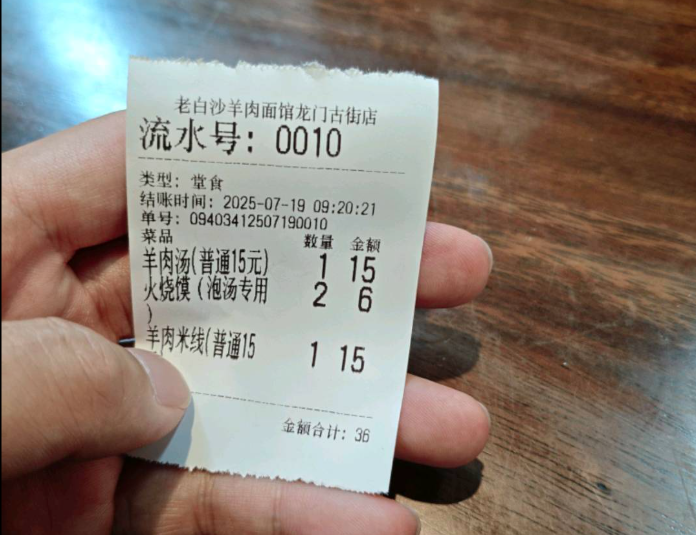 老白沙羊肉面馆龙门古街店
流水号: 0010
类型: 堂食
结账时间: 2025-07-19 09:20:21
单号: 09403412507190010
菜品 数量 金额
羊肉汤(普通15元) 1 15
火烧馍(泡汤专用 2 6
)
羊肉米线(普通15 1 15
金额合计: 36